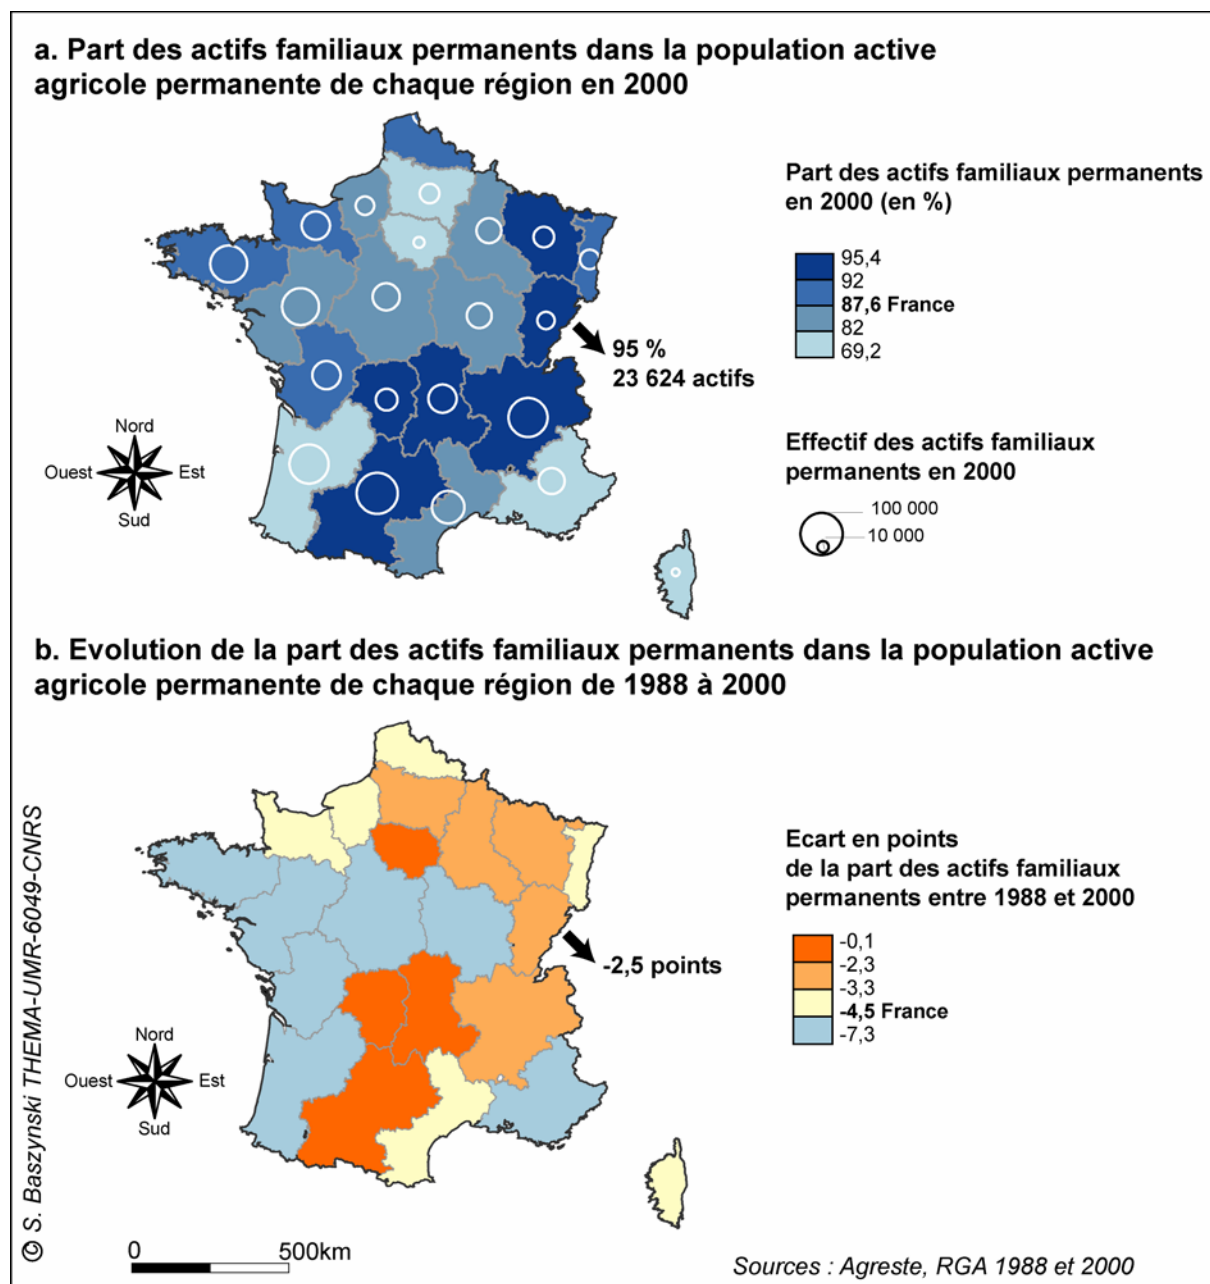 a. Part des actifs familiaux permanents dans la population active
agricole permanente de chaque région en 2000
Part des actifs familiaux permanents
en 2000 (en %)
95,4
92
87,6 France
82
69,2
95 %
23 624 actifs
Nord
Ouest
Est
Sud
Effectif des actifs familiaux
permanents en 2000
100 000
10 000
b. Evolution de la part des actifs familiaux permanents dans la population active
agricole permanente de chaque région de 1988 à 2000
Ecart en points
de la part des actifs familiaux
permanents entre 1988 et 2000
-0,1
-2,3
-3,3
-4,5 France
-7,3
-2,5 points
Nord
Ouest
Est
Sud
© S. Baszynski THEMA-UMR-6049-CNRS
0
500km
Sources : Agreste, RGA 1988 et 2000